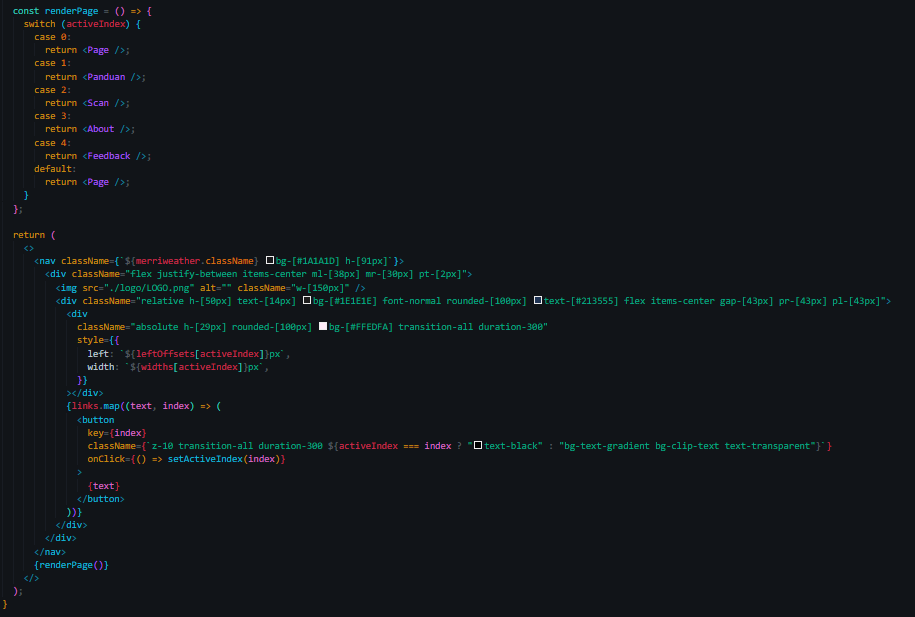 const renderPage = () => {
switch (activeIndex) {
case 0:
return <Page />;
case 1:
return <Panduan />;
case 2:
return <Scan />;
case 3:
return <About />;
case 4:
return <Feedback />;
default:
return <Page />;
}
};
return (
<>
<nav className={`${merriweather.className} bg-[#1A1A1D] h-[91px]`}>
<div className="flex justify-between items-center ml-[38px] mr-[30px] pt-[2px]">
<img src="./logo/LOGO.png" alt="" className="w-[150px]" />
<div className="relative h-[50px] text-[14px] bg-[#1E1E1E] font-normal rounded-[100px] text-[#213555] flex items-center gap-[43px] pr-[43px] pl-[43px]">
<div
className="absolute h-[29px] rounded-[100px] bg-[#FFEDFA] transition-all duration-300"
style={{
left: `${leftOffsets[activeIndex]}px`,
width: `${widths[activeIndex]}px`,
}}
></div>
{links.map((text, index) => (
<button
key={index}
className={`z-10 transition-all duration-300 ${activeIndex === index ? "text-black" : "bg-text-gradient bg-clip-text text-transparent"}`}
onClick={() => setActiveIndex(index)}
>
{text}
</button>
))}
</div>
</div>
</nav>
{renderPage()}
</>
);
}